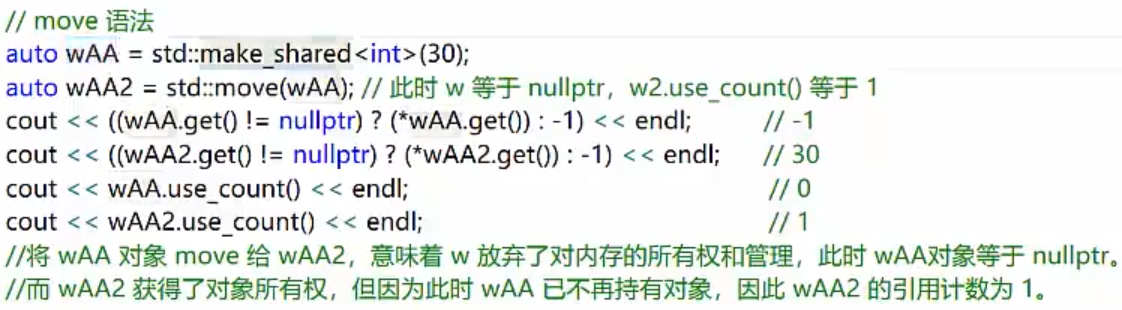 // move 语法
auto wAA = std::make_shared<int>(30);
auto wAA2 = std::move(wAA); // 此时 w 等于 nullptr，w2.use_count() 等于 1
cout << ((wAA.get() != nullptr) ? (*wAA.get()) : -1) << endl; // -1
cout << ((wAA2.get() != nullptr) ? (*wAA2.get()) : -1) << endl; // 30
cout << wAA.use_count() << endl; // 0
cout << wAA2.use_count() << endl; // 1
//将 wAA 对象 move 给 wAA2，意味着 w 放弃了对内存的所有权和管理，此时 wAA对象等于 nullptr。
//而 wAA2 获得了对象所有权，但因为此时 wAA 已不再持有对象，因此 wAA2 的引用计数为 1。